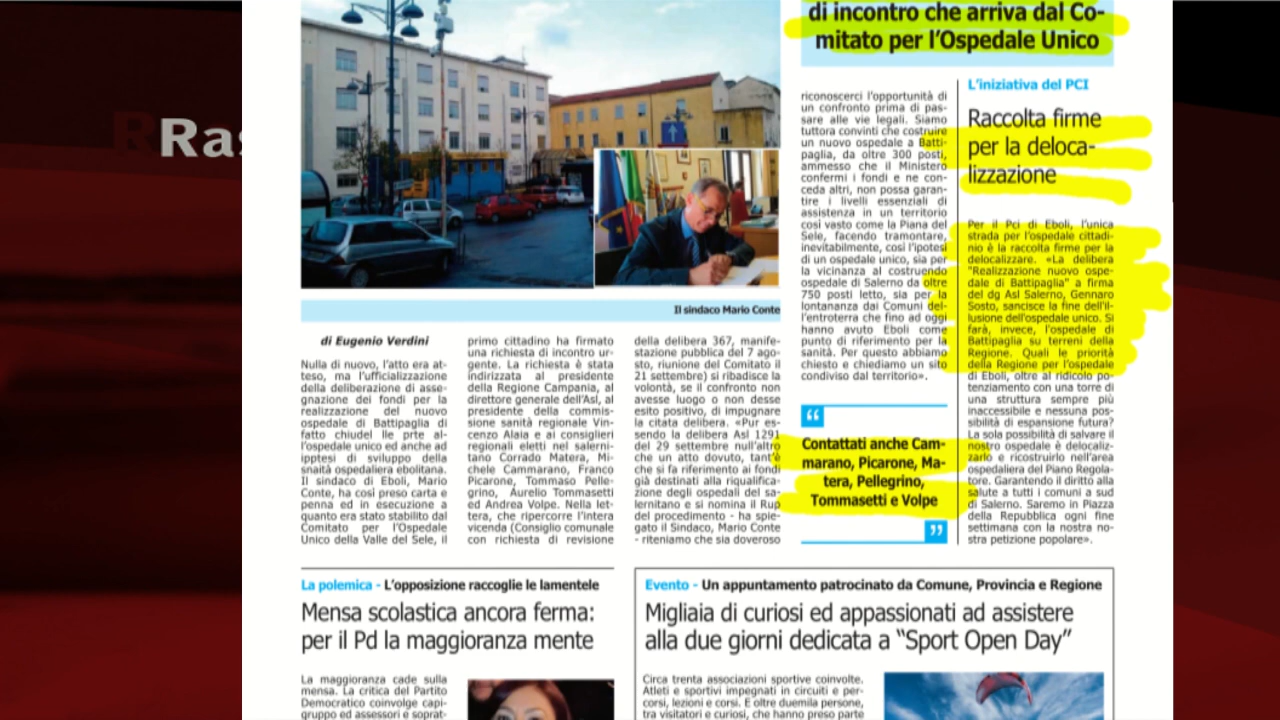 Ras
di incontro che arriva dal Co-
mitato per l'Ospedale Unico
Il sindaco Mario Conte
di Eugenio Verdini
Nulla di nuovo, l'atto era at-
teso, ma l'ufficializzazione
della deliberazione di asse-
gnazione dei fondi per la
realizzazione del nuovo
ospedale di Battipaglia di
fatto chiudel lle prte al-
l'ospedale unico ed anche ad
ipptesi di sviluppo della
snaità ospedaliera ebolitana.
Il sindaco di Eboli, Mario
Conte, ha così preso carta e
penna ed in esecuzione a
quanto era stato stabilito dal
Comitato per l'Ospedale
Unico della Valle del Sele, il
primo cittadino ha firmato
una richiesta di incontro ur-
gente. La richiesta è stata
indirizzata al presidente
della Regione Campania, al
direttore generale dell'Asl, al
presidente della commis-
sione sanità regionale Vin-
cenzo Alaia e ai consiglieri
regionali eletti nel salerni-
tano Corrado Matera, Mi-
chele Cammarano, Franco
Picarone, Tommaso Pelle-
grino, Aurelio Tommasetti
ed Andrea Volpe. Nella let-
tera, che ripercorre l'intera
vicenda (Consiglio comunale
con richiesta di revisione
della delibera 367, manife-
stazione pubblica del 7 ago-
sto, riunione del Comitato il
21 settembre) si ribadisce la
volontà, se il confronto non
avesse luogo o non desse
esito positivo, di impugnare
la citata delibera. «Pur es-
sendo la delibera Asl 1291
del 29 settembre null'altro
che un atto dovuto, tant'è
che si fa riferimento ai fondi
già destinati alla riqualifica-
zione degli ospedali del sa-
lernitano e si nomina il Rup
del procedimento - ha spie-
gato il Sindaco, Mario Conte
- riteniamo che sia doveroso
riconoscerci l'opportunità di
un confronto prima di pas-
sare alle vie legali. Siamo
tuttora convinti che costruire
un nuovo ospedale a Batti-
paglia, da oltre 300 posti,
ammesso che il Ministero
confermi i fondi e ne con-
ceda altri, non possa garan-
tire i livelli essenziali di
assistenza in un territorio
così vasto come la Piana del
Sele, facendo tramontare,
inevitabilmente, così l'ipotesi
di un ospedale unico, sia per
la vicinanza al costruendo
ospedale di Salerno da oltre
750 posti letto, sia per la
lontananza dai Comuni del-
l'entroterra che fino ad oggi
hanno avuto Eboli come
punto di riferimento per la
sanità. Per questo abbiamo
chiesto e chiediamo un sito
condiviso dal territorio».
“
Contattati anche Cam-
marano, Picarone, Ma-
tera, Pellegrino,
Tommasetti e Volpe
”
L'iniziativa del PCI
Raccolta firme
per la deloca-
lizzazione
Per il Pci di Eboli, l'unica
strada per l'ospedale cittadi-
nio è la raccolta firme per la
delocalizzare. «La delibera
"Realizzazione nuovo ospe-
dale di Battipaglia" a firma
del dg Asl Salerno, Gennaro
Sosto, sancisce la fine dell'il-
lusione dell'ospedale unico. Si
farà, invece, l'ospedale di
Battipaglia su terreni della
Regione. Quali le priorità
della Regione per l'ospedale
di Eboli, oltre al ridicolo po-
tenziamento con una torre di
una struttura sempre più
inaccessibile e nessuna pos-
sibilità di espansione futura?
La sola possibilità di salvare il
nostro ospedale è delocaliz-
zarlo e ricostruirlo nell'area
ospedaliera del Piano Regola-
tore. Garantendo il diritto alla
salute a tutti i comuni a sud
di Salerno. Saremo in Piazza
della Repubblica ogni fine
settimana con la nostra no-
stra petizione popolare».
La polemica - L'opposizione raccoglie le lamentele
Mensa scolastica ancora ferma:
per il Pd la maggioranza mente
La maggioranza cade sulla
mensa. La critica del Partito
Democratico coinvolge capi-
gruppo ed assessori e soprat-
Evento - Un appuntamento patrocinato da Comune, Provincia e Regione
Migliaia di curiosi ed appassionati ad assistere
alla due giorni dedicata a “Sport Open Day”
Circa trenta associazioni sportive coinvolte.
Atleti e sportivi impegnati in circuiti e per-
corsi, lezioni e corsi. E oltre duemila persone,
tra visitatori e curiosi, che hanno preso parte